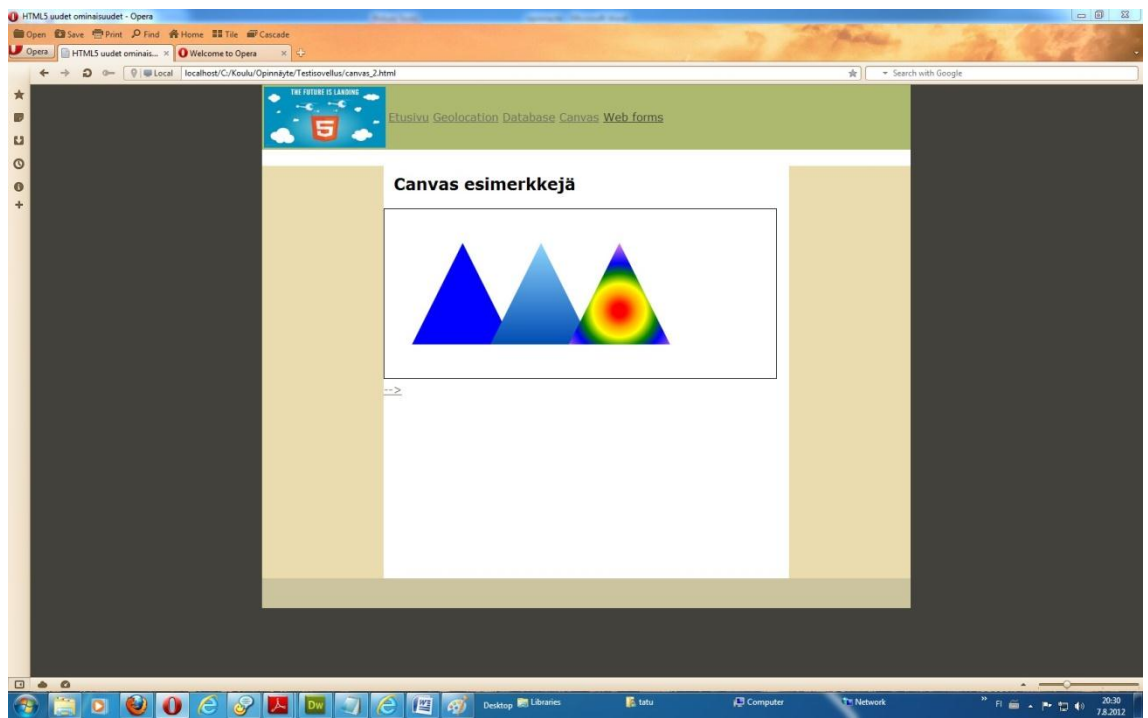 HTML5 uudet ominaisuudet - Opera
Open Save Print Find Home Tile Cascade
Opera HTML5 uudet ominais... × Welcome to Opera ×
Local localhost/C:/Koulu/Opinnäyte/Testisovellus/canvas_2.html Search with Google
THE FUTURE IS LANDING
5
Etusivu Geolocation Database Canvas Web forms
Canvas esimerkkejä
-->
Dw Desktop Libraries tatu Computer Network » FI 20:30
7.8.2012